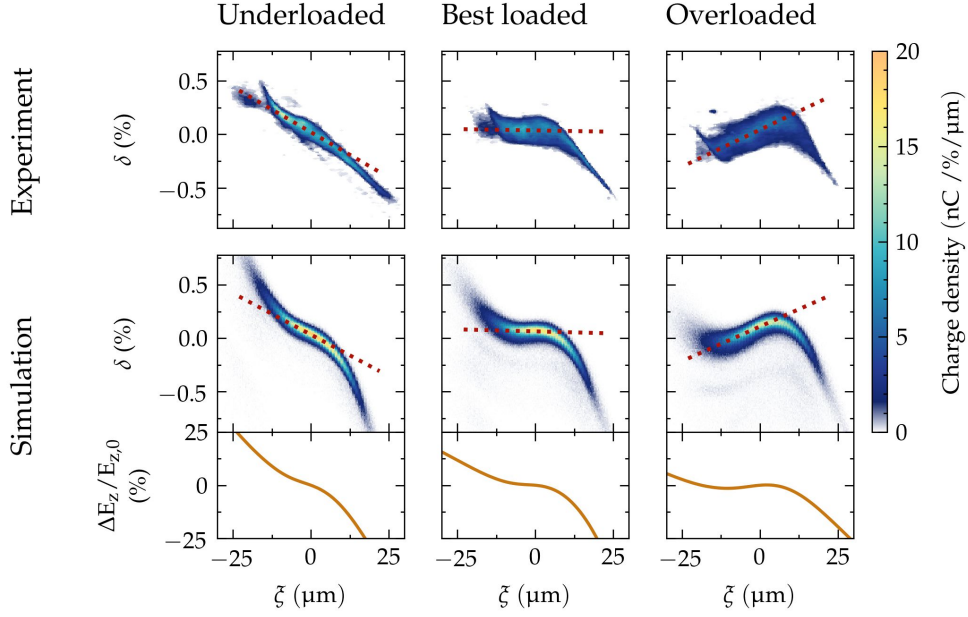 Underloaded Best loaded Overloaded
Experiment
δ (%)
0.5
0.0
−0.5
Simulation
δ (%)
0.5
0.0
−0.5
ΔEz/Ez,0
(%)
25
0
−25
−25 0 25 −25 0 25 −25 0 25
ξ (μm) ξ (μm) ξ (μm)
20
15
10
5
0
Charge density (nC /%/μm)